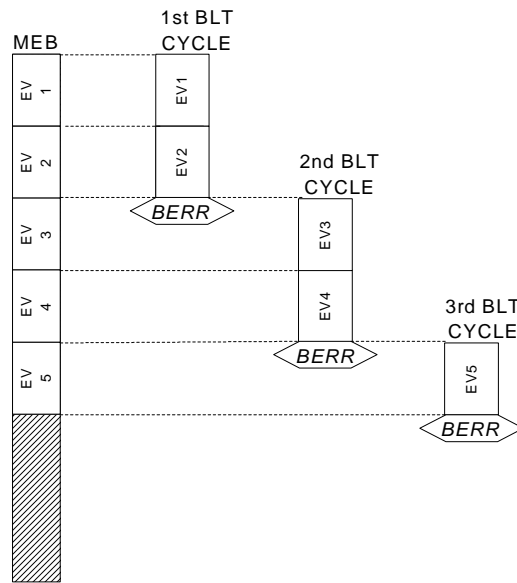 1st BLT
CYCLE
MEB
EV 1
EV1
EV 2
EV2
2nd BLT
CYCLE
BERR
EV 3
EV3
EV 4
EV4
3rd BLT
CYCLE
BERR
EV 5
EV5
BERR